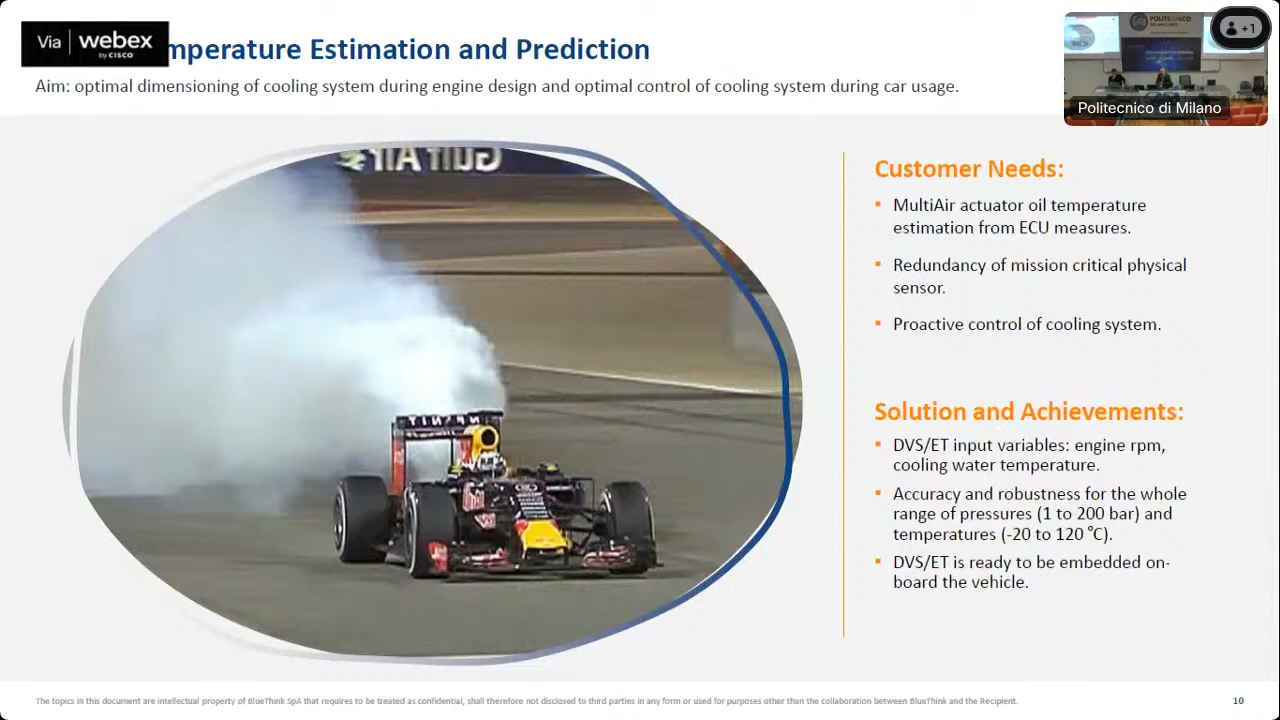 Via webex
by CISCO
mperature Estimation and Prediction
Aim: optimal dimensioning of cooling system during engine design and optimal control of cooling system during car usage.
+1
POLITECNICO
Politecnico di Milano
Customer Needs:
▪ MultiAir actuator oil temperature
estimation from ECU measures.
▪ Redundancy of mission critical physical
sensor.
▪ Proactive control of cooling system.
Solution and Achievements:
▪ DVS/ET input variables: engine rpm,
cooling water temperature.
▪ Accuracy and robustness for the whole
range of pressures (1 to 200 bar) and
temperatures (-20 to 120 °C).
▪ DVS/ET is ready to be embedded on-
board the vehicle.
The topics in this document are intellectual property of BlueThink SpA that requires to be treated as confidential, shall therefore not disclosed to third parties in any form or used for purposes other than the collaboration between BlueThink and the Recipient.
10